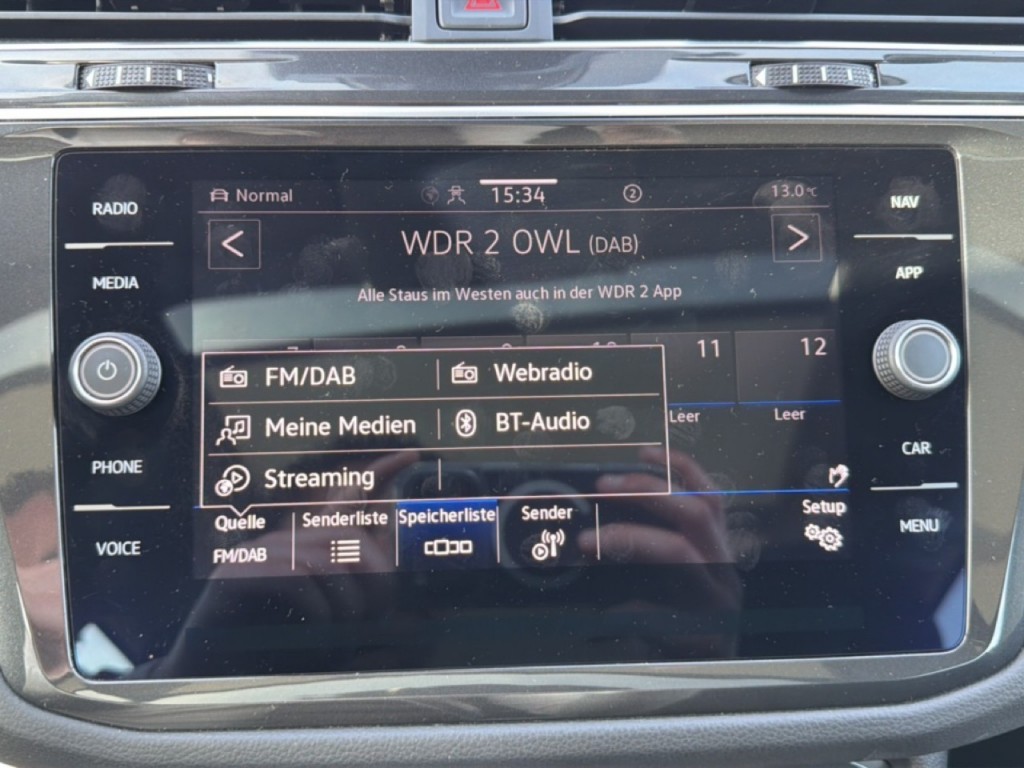 RADIO
MEDIA
PHONE
VOICE
Normal
15:34
2
13.0 °C
<
WDR 2 OWL (DAB)
>
Alle Staus im Westen auch in der WDR 2 App
11
12
Leer
Leer
FM/DAB
Webradio
Meine Medien
BT-Audio
Streaming
Quelle
FM/DAB
Senderliste
Speicherliste
Sender
Setup
NAV
APP
CAR
MENU